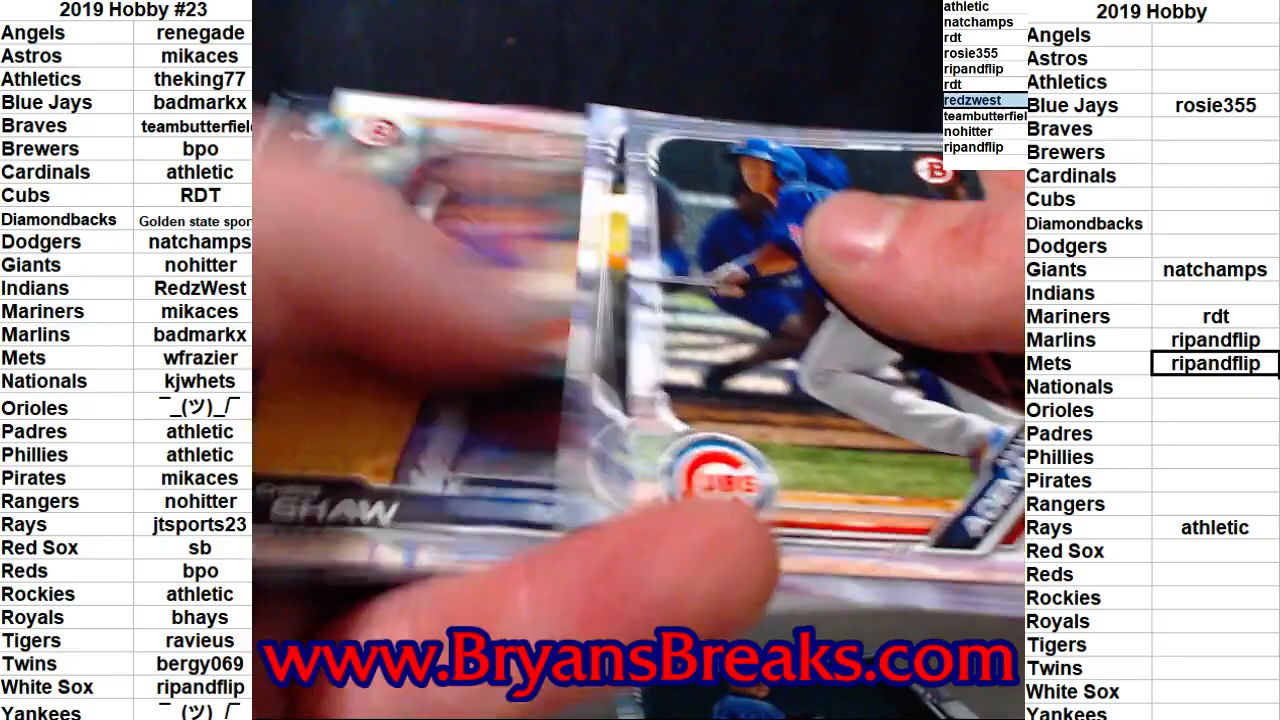 2019 Hobby #23
Angels renegade
Astros mikaces
Athletics theking77
Blue Jays badmarkx
Braves teambutterfiel
Brewers bpo
Cardinals athletic
Cubs RDT
Diamondbacks Golden state spor
Dodgers natchamps
Giants nohitter
Indians RedzWest
Mariners mikaces
Marlins badmarkx
Mets wfrazier
Nationals kjwhets
Orioles ¯_(ツ)_/¯
Padres athletic
Phillies athletic
Pirates mikaces
Rangers nohitter
Rays jtsports23
Red Sox sb
Reds bpo
Rockies athletic
Royals bhays
Tigers ravieus
Twins bergy069
White Sox ripandflip
Yankees ¯_(ツ)_/¯
B
B
SHAW
CUBS
www.BryansBreaks.com
athletic
natchamps
rdt
rosie355
ripandflip
rdt
redzwest
teambutterfiel
nohitter
ripandflip
2019 Hobby
Angels
Astros
Athletics
Blue Jays rosie355
Braves
Brewers
Cardinals
Cubs
Diamondbacks
Dodgers
Giants natchamps
Indians
Mariners rdt
Marlins ripandflip
Mets ripandflip
Nationals
Orioles
Padres
Phillies
Pirates
Rangers
Rays athletic
Red Sox
Reds
Rockies
Royals
Tigers
Twins
White Sox
Yankees